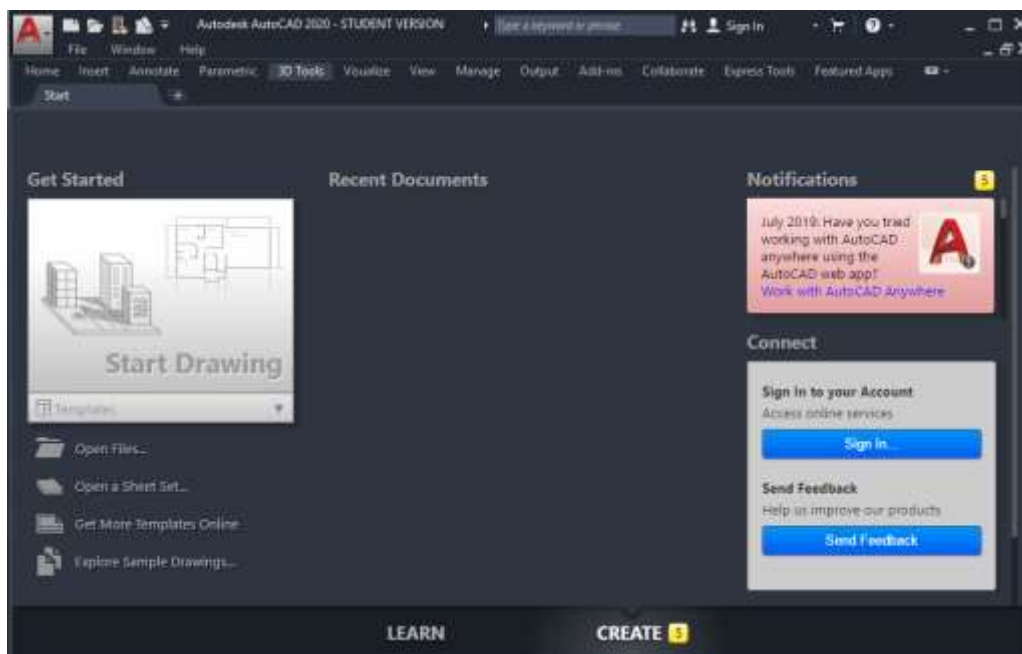 Autodesk AutoCAD 2020 - STUDENT VERSION
Type a keyword or phrase
Sign In
File Window Help
Home Insert Annotate Parametric 3D Tools Visualize View Manage Output Add-ins Collaborate Express Tools Featured Apps
Start
Get Started
Start Drawing
Templates
Open Files...
Open a Sheet Set...
Get More Templates Online
Explore Sample Drawings...
Recent Documents
Notifications 5
July 2019: Have you tried
working with AutoCAD
anywhere using the
AutoCAD web app?
Work with AutoCAD Anywhere
Connect
Sign In to your Account
Access online services
Sign In...
Send Feedback
Help us improve our products
Send Feedback
LEARN
CREATE 5